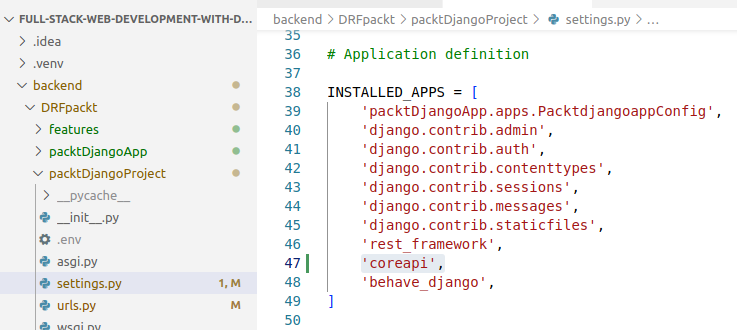 FULL-STACK-WEB-DEVELOPMENT-WITH-D...
.idea
.venv
backend
DRFpackt
features
packtDjangoApp
packtDjangoProject
__pycache__
__init__.py
.env
asgi.py
settings.py 1, M
urls.py M
wsgi.py
backend > DRFpackt > packtDjangoProject > settings.py > ...
35
36 # Application definition
37
38 INSTALLED_APPS = [
39 'packtDjangoApp.apps.PacktdjangoappConfig',
40 'django.contrib.admin',
41 'django.contrib.auth',
42 'django.contrib.contenttypes',
43 'django.contrib.sessions',
44 'django.contrib.messages',
45 'django.contrib.staticfiles',
46 'rest_framework',
47 'coreapi',
48 'behave_django',
49 ]
50